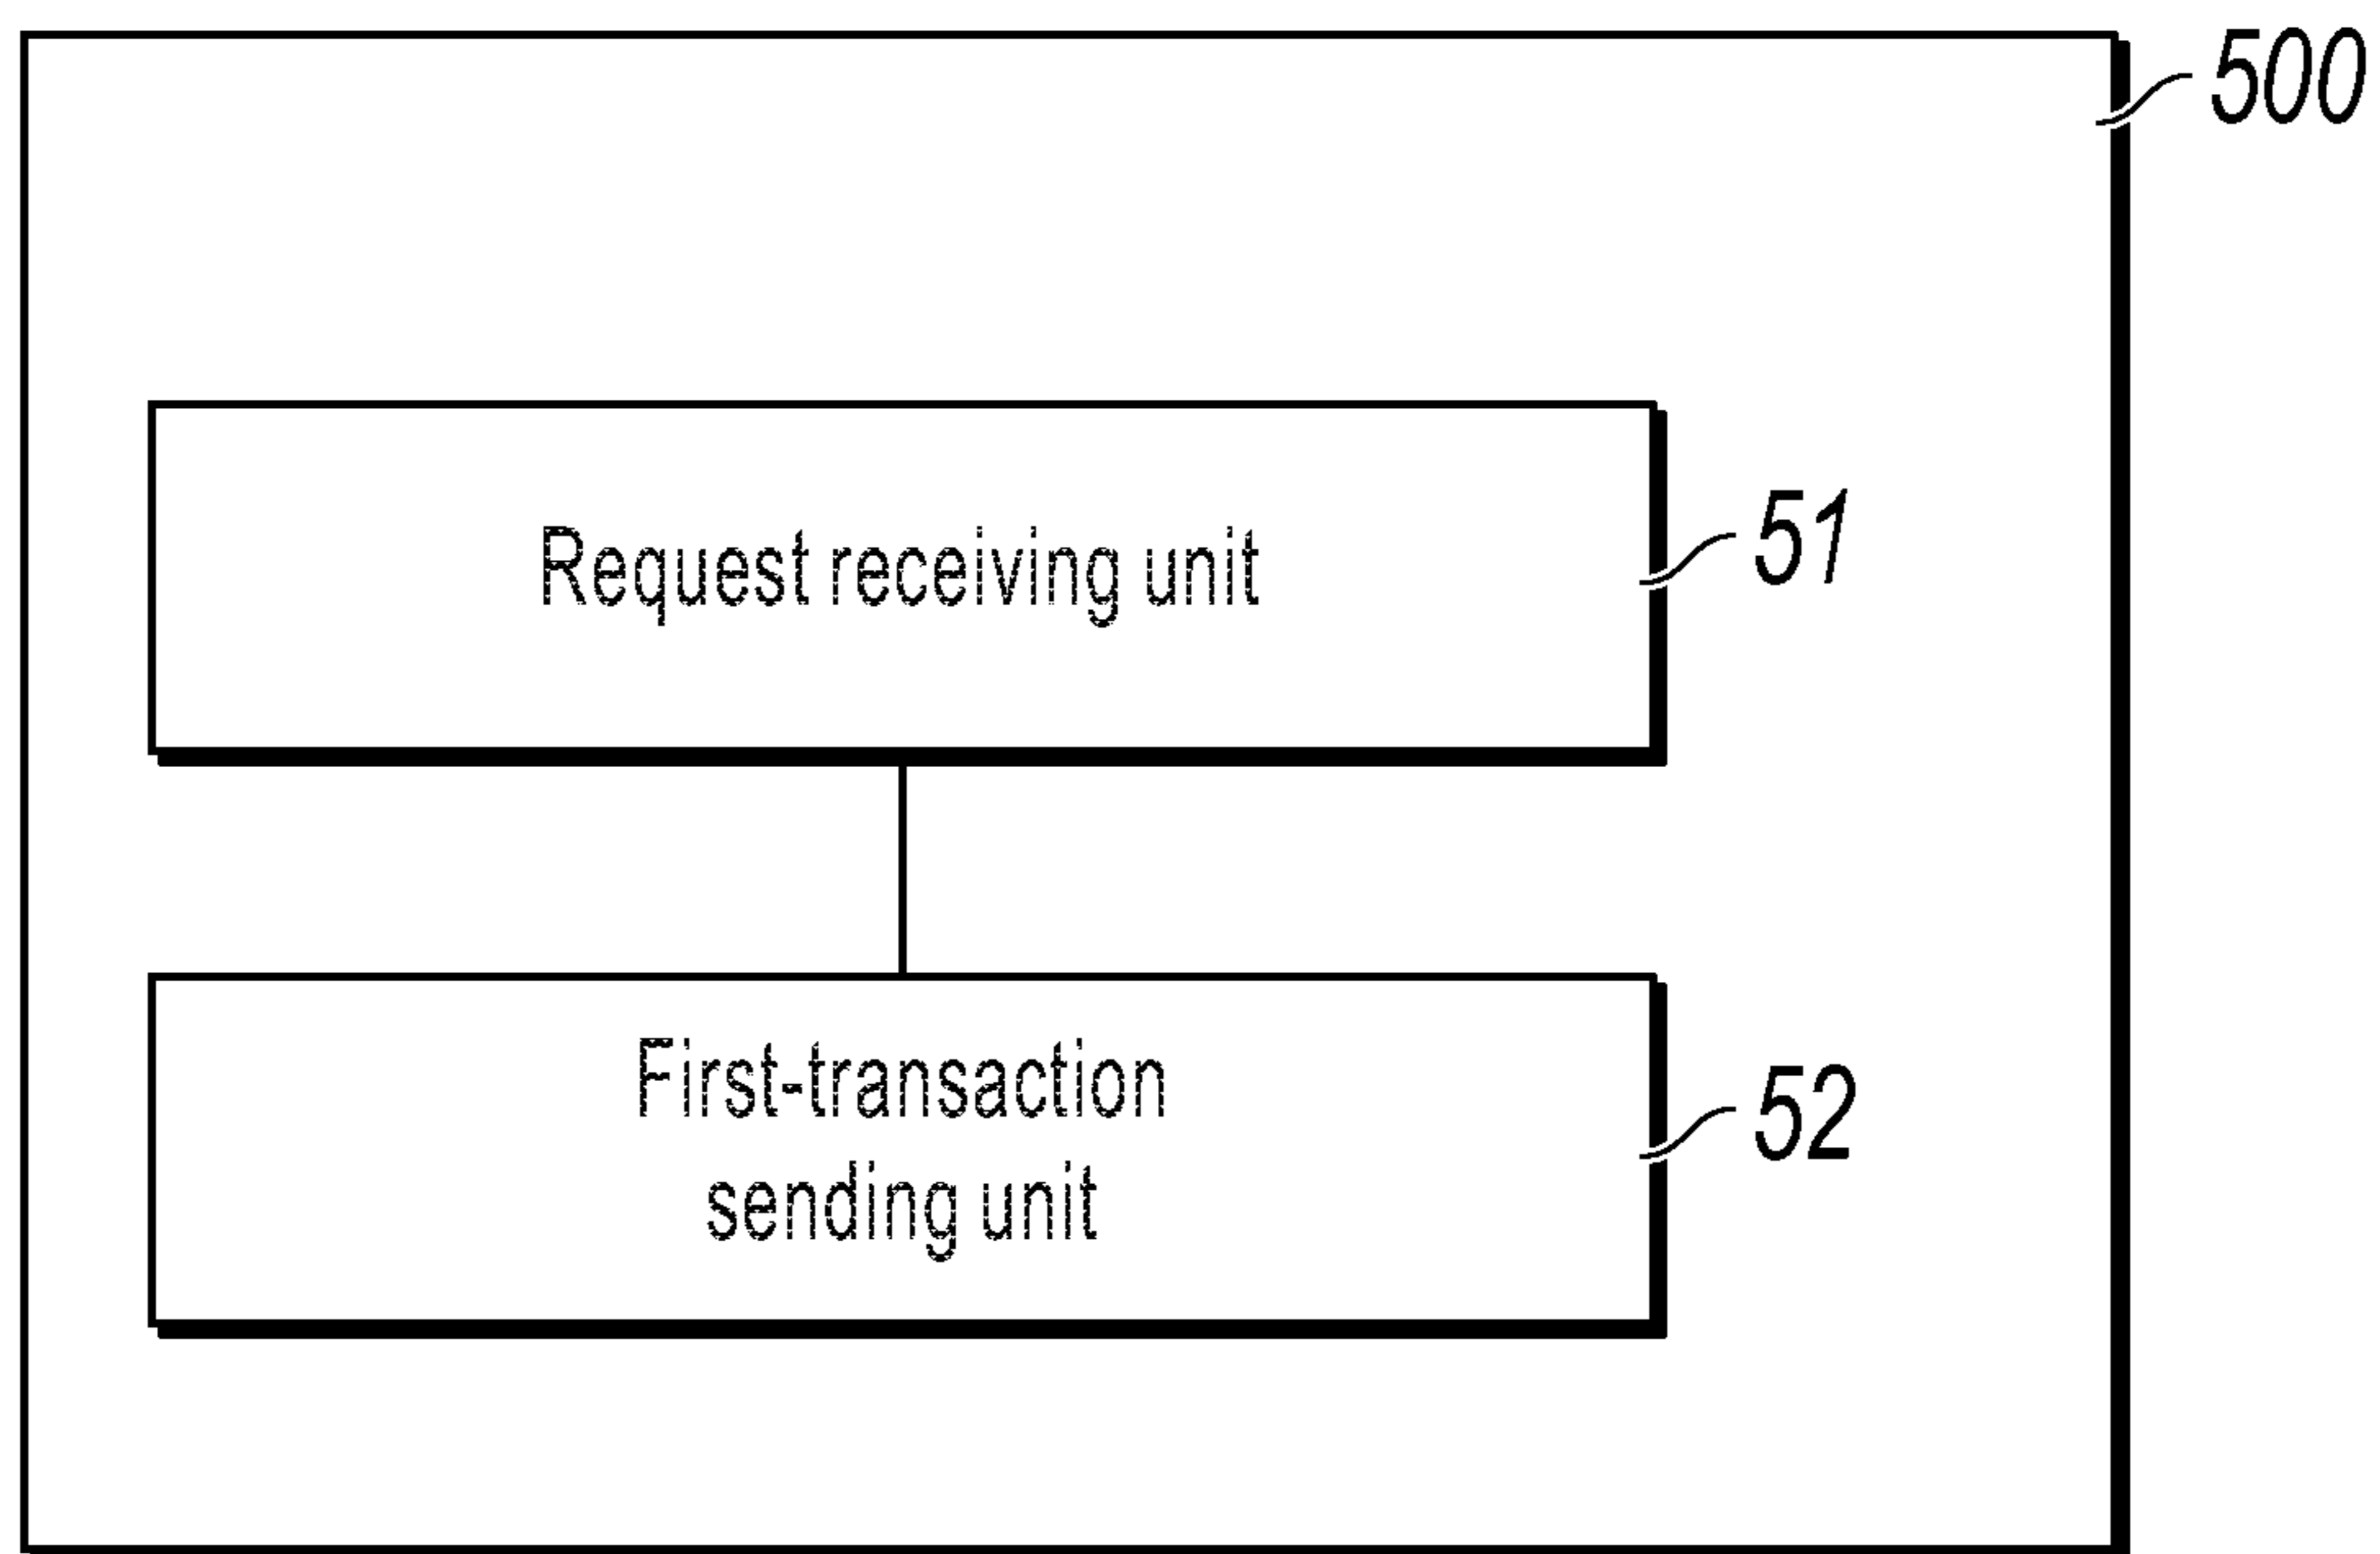 500
Request receiving unit
51
First-transaction
sending unit
52